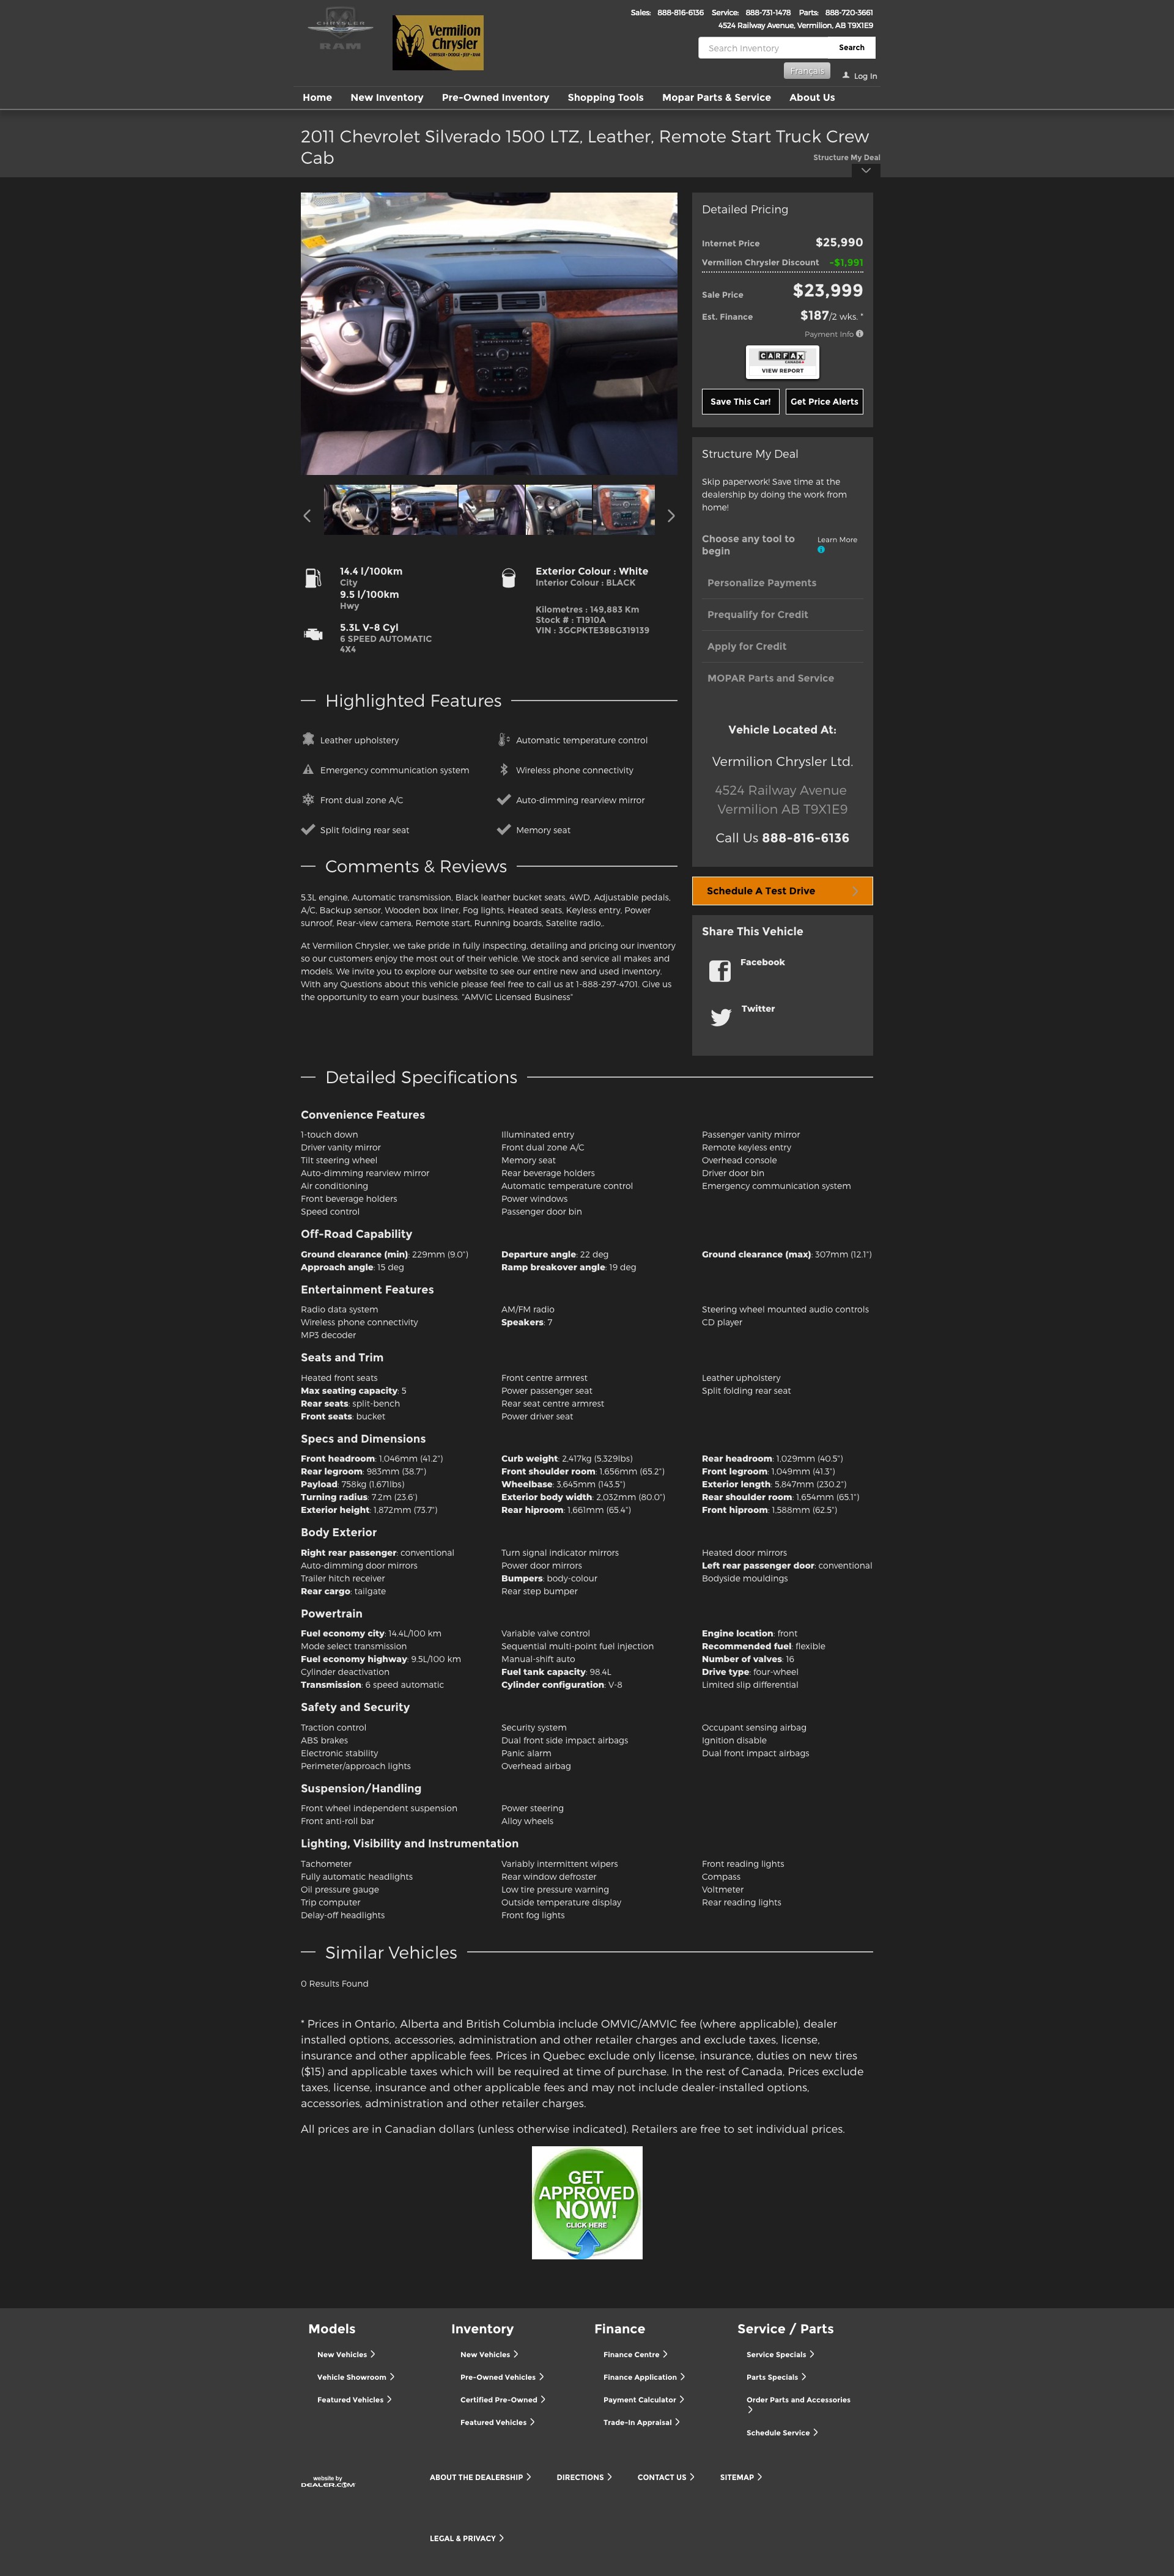 Sales: 888-816-6136 Service: 888-731-1478 Parts: 888-720-3661
4524 Railway Avenue, Vermilion, AB T9X1E9
CHRYSLER
RAM
Vermilion
Chrysler
CHRYSLER • DODGE • JEEP • RAM
Search Inventory
Search
Français
Log In
Home
New Inventory
Pre-Owned Inventory
Shopping Tools
Mopar Parts & Service
About Us
2011 Chevrolet Silverado 1500 LTZ, Leather, Remote Start Truck Crew
Cab
Structure My Deal
Detailed Pricing
Internet Price $25,990
Vermilion Chrysler Discount -$1,991
Sale Price $23,999
Est. Finance $187/2 wks. *
Payment Info
CARFAX
CANADA
VIEW REPORT
Save This Car!
Get Price Alerts
Structure My Deal
Skip paperwork! Save time at the
dealership by doing the work from
home!
Choose any tool to
begin
Learn More
Personalize Payments
Prequalify for Credit
Apply for Credit
MOPAR Parts and Service
Vehicle Located At:
Vermilion Chrysler Ltd.
4524 Railway Avenue
Vermilion AB T9X1E9
Call Us 888-816-6136
Schedule A Test Drive
Share This Vehicle
Facebook
Twitter
14.4 l/100km
City
9.5 l/100km
Hwy
5.3L V-8 Cyl
6 SPEED AUTOMATIC
4X4
Exterior Colour : White
Interior Colour : BLACK
Kilometres : 149,883 Km
Stock # : T1910A
VIN : 3GCPKTE38BG319139
Highlighted Features
Leather upholstery
Automatic temperature control
Emergency communication system
Wireless phone connectivity
Front dual zone A/C
Auto-dimming rearview mirror
Split folding rear seat
Memory seat
Comments & Reviews
5.3L engine, Automatic transmission, Black leather bucket seats, 4WD, Adjustable pedals,
A/C, Backup sensor, Wooden box liner, Fog lights, Heated seats, Keyless entry, Power
sunroof, Rear-view camera, Remote start, Running boards, Satelite radio,.
At Vermilion Chrysler, we take pride in fully inspecting, detailing and pricing our inventory
so our customers enjoy the most out of their vehicle. We stock and service all makes and
models. We invite you to explore our website to see our entire new and used inventory.
With any Questions about this vehicle please feel free to call us at 1-888-297-4701. Give us
the opportunity to earn your business. "AMVIC Licensed Business"
Detailed Specifications
Convenience Features
1-touch down
Driver vanity mirror
Tilt steering wheel
Auto-dimming rearview mirror
Air conditioning
Front beverage holders
Speed control
Illuminated entry
Front dual zone A/C
Memory seat
Rear beverage holders
Automatic temperature control
Power windows
Passenger door bin
Passenger vanity mirror
Remote keyless entry
Overhead console
Driver door bin
Emergency communication system
Off-Road Capability
Ground clearance (min): 229mm (9.0")
Approach angle: 15 deg
Departure angle: 22 deg
Ramp breakover angle: 19 deg
Ground clearance (max): 307mm (12.1")
Entertainment Features
Radio data system
Wireless phone connectivity
MP3 decoder
AM/FM radio
Speakers: 7
Steering wheel mounted audio controls
CD player
Seats and Trim
Heated front seats
Max seating capacity: 5
Rear seats: split-bench
Front seats: bucket
Front centre armrest
Power passenger seat
Rear seat centre armrest
Power driver seat
Leather upholstery
Split folding rear seat
Specs and Dimensions
Front headroom: 1,046mm (41.2")
Rear legroom: 983mm (38.7")
Payload: 758kg (1,671lbs)
Turning radius: 7.2m (23.6')
Exterior height: 1,872mm (73.7")
Curb weight: 2,417kg (5,329lbs)
Front shoulder room: 1,656mm (65.2")
Wheelbase: 3,645mm (143.5")
Exterior body width: 2,032mm (80.0")
Rear hiproom: 1,661mm (65.4")
Rear headroom: 1,029mm (40.5")
Front legroom: 1,049mm (41.3")
Exterior length: 5,847mm (230.2")
Rear shoulder room: 1,654mm (65.1")
Front hiproom: 1,588mm (62.5")
Body Exterior
Right rear passenger: conventional
Auto-dimming door mirrors
Trailer hitch receiver
Rear cargo: tailgate
Turn signal indicator mirrors
Power door mirrors
Bumpers: body-colour
Rear step bumper
Heated door mirrors
Left rear passenger door: conventional
Bodyside mouldings
Powertrain
Fuel economy city: 14.4L/100 km
Mode select transmission
Fuel economy highway: 9.5L/100 km
Cylinder deactivation
Transmission: 6 speed automatic
Variable valve control
Sequential multi-point fuel injection
Manual-shift auto
Fuel tank capacity: 98.4L
Cylinder configuration: V-8
Engine location: front
Recommended fuel: flexible
Number of valves: 16
Drive type: four-wheel
Limited slip differential
Safety and Security
Traction control
ABS brakes
Electronic stability
Perimeter/approach lights
Security system
Dual front side impact airbags
Panic alarm
Overhead airbag
Occupant sensing airbag
Ignition disable
Dual front impact airbags
Suspension/Handling
Front wheel independent suspension
Front anti-roll bar
Power steering
Alloy wheels
Lighting, Visibility and Instrumentation
Tachometer
Fully automatic headlights
Oil pressure gauge
Trip computer
Delay-off headlights
Variably intermittent wipers
Rear window defroster
Low tire pressure warning
Outside temperature display
Front fog lights
Front reading lights
Compass
Voltmeter
Rear reading lights
Similar Vehicles
0 Results Found
* Prices in Ontario, Alberta and British Columbia include OMVIC/AMVIC fee (where applicable), dealer
installed options, accessories, administration and other retailer charges and exclude taxes, license,
insurance and other applicable fees. Prices in Quebec exclude only license, insurance, duties on new tires
($15) and applicable taxes which will be required at time of purchase. In the rest of Canada, Prices exclude
taxes, license, insurance and other applicable fees and may not include dealer-installed options,
accessories, administration and other retailer charges.
All prices are in Canadian dollars (unless otherwise indicated). Retailers are free to set individual prices.
GET
APPROVED
NOW!
CLICK HERE
Models
New Vehicles
Vehicle Showroom
Featured Vehicles
Inventory
New Vehicles
Pre-Owned Vehicles
Certified Pre-Owned
Featured Vehicles
Finance
Finance Centre
Finance Application
Payment Calculator
Trade-In Appraisal
Service / Parts
Service Specials
Parts Specials
Order Parts and Accessories
Schedule Service
website by
DEALER.COM
ABOUT THE DEALERSHIP
DIRECTIONS
CONTACT US
SITEMAP
LEGAL & PRIVACY